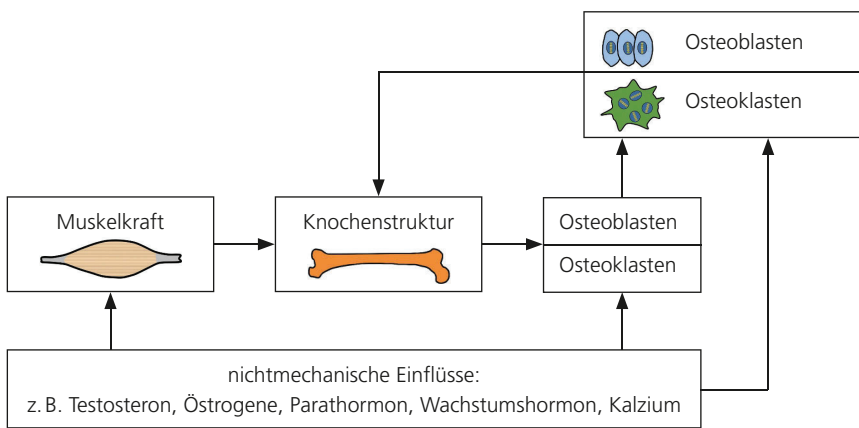 Osteoblasten
Osteoklasten
Muskelkraft
Knochenstruktur
Osteoblasten
Osteoklasten
nichtmechanische Einflüsse:
z. B. Testosteron, Östrogene, Parathormon, Wachstumshormon, Kalzium